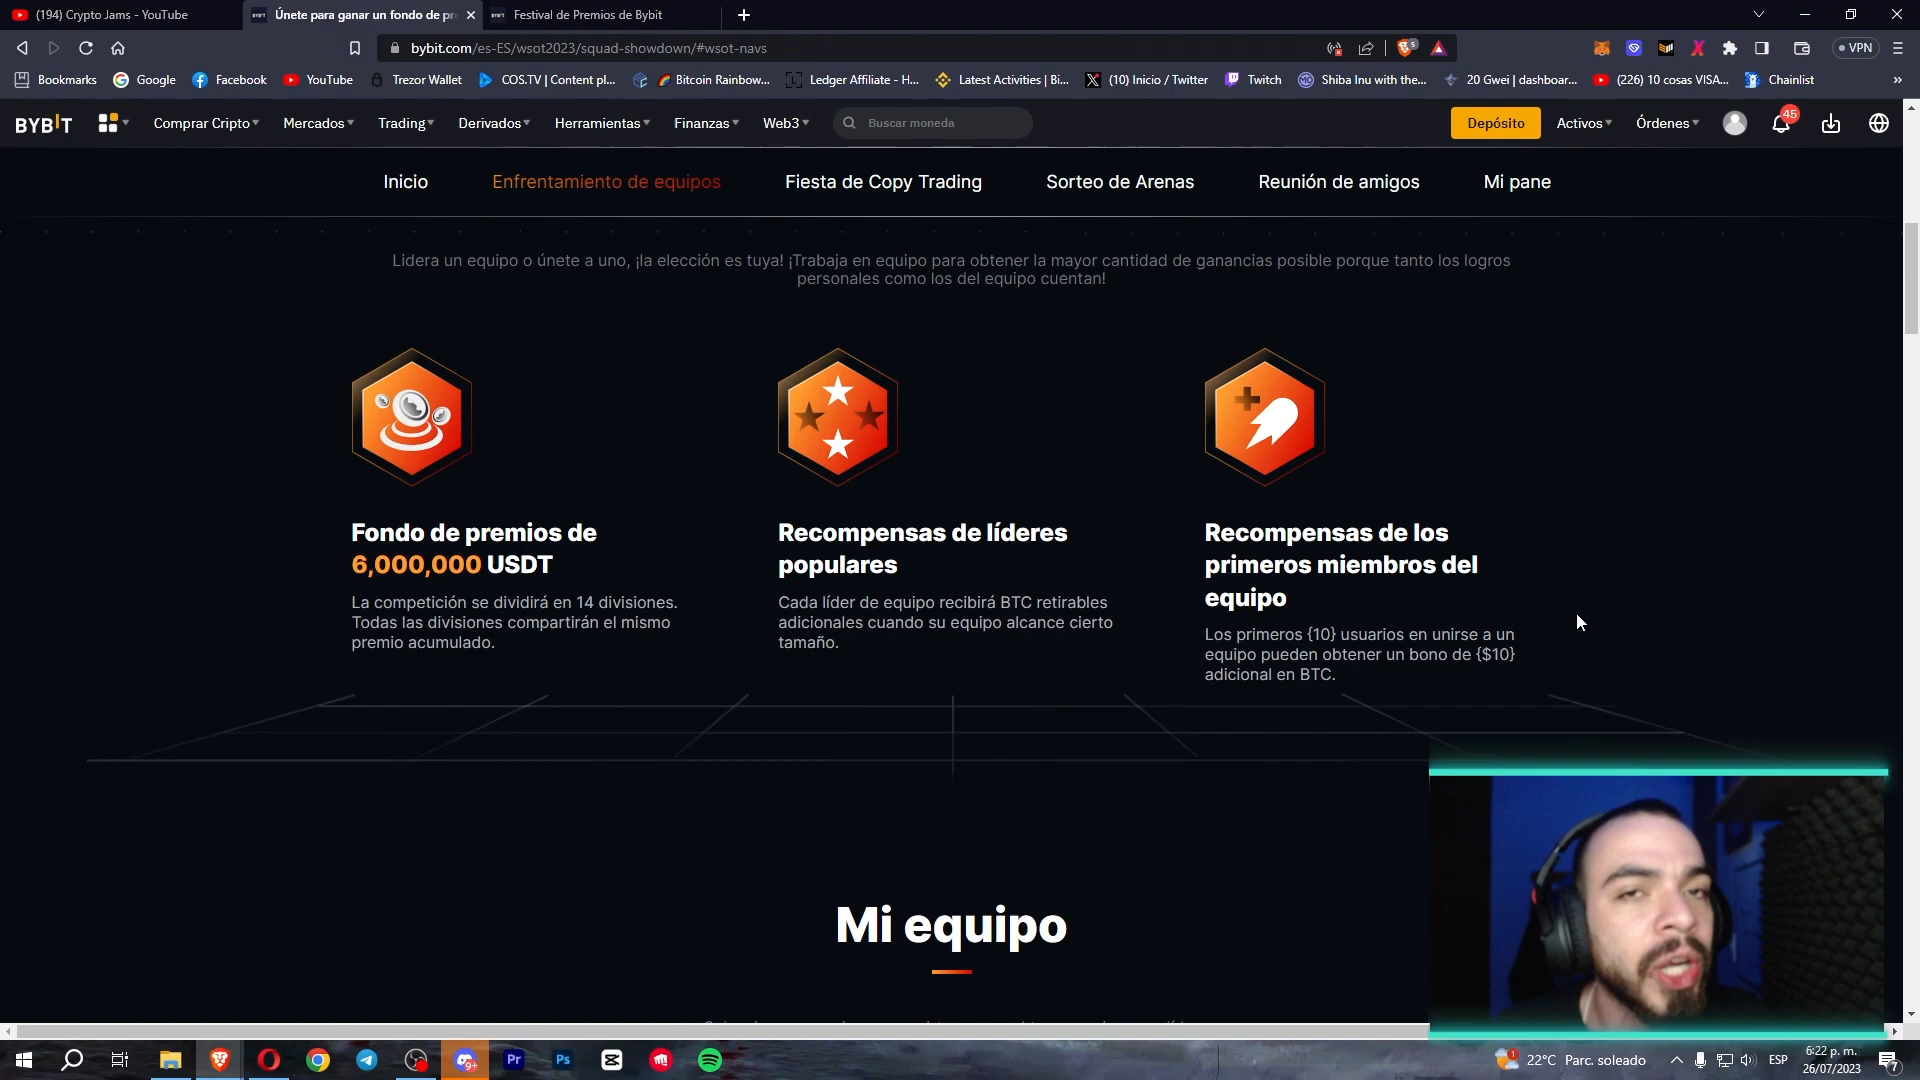 (194) Crypto Jams - YouTube
Únete para ganar un fondo de pre
Festival de Premios de Bybit
bybit.com/es-ES/wsot2023/squad-showdown/#wsot-navs
5
VPN
Bookmarks
Google
Facebook
YouTube
Trezor Wallet
COS.TV | Content pl...
Bitcoin Rainbow...
Ledger Affiliate - H...
Latest Activities | Bi...
(10) Inicio / Twitter
Twitch
Shiba Inu with the...
20 Gwei | dashboar...
(226) 10 cosas VISA...
Chainlist
BYBIT
Comprar Cripto
Mercados
Trading
Derivados
Herramientas
Finanzas
Web3
Buscar moneda
Depósito
Activos
Órdenes
45
Inicio
Enfrentamiento de equipos
Fiesta de Copy Trading
Sorteo de Arenas
Reunión de amigos
Mi pane
Lidera un equipo o únete a uno, ¡la elección es tuya! ¡Trabaja en equipo para obtener la mayor cantidad de ganancias posible porque tanto los logros
personales como los del equipo cuentan!
Fondo de premios de
6,000,000 USDT
La competición se dividirá en 14 divisiones.
Todas las divisiones compartirán el mismo
premio acumulado.
Recompensas de líderes
populares
Cada líder de equipo recibirá BTC retirables
adicionales cuando su equipo alcance cierto
tamaño.
Recompensas de los
primeros miembros del
equipo
Los primeros {10} usuarios en unirse a un
equipo pueden obtener un bono de {$10}
adicional en BTC.
Mi equipo
9+
Pr
Ps
1
22°C Parc. soleado
ESP
6:22 p. m.
26/07/2023
7